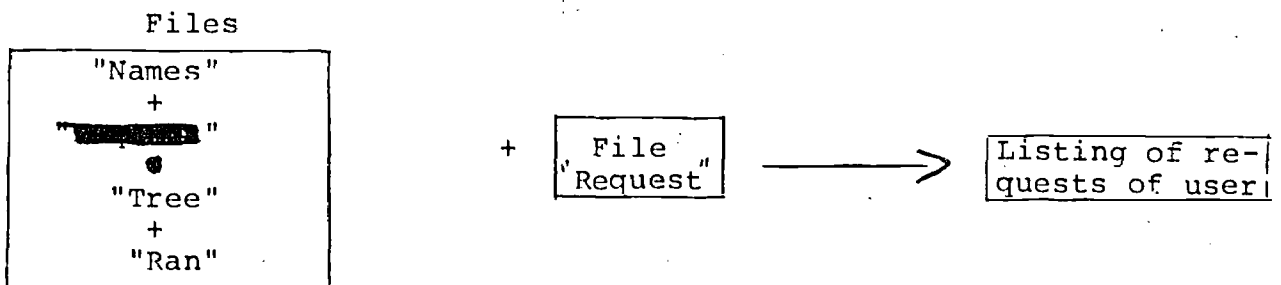 Files
"Names"
+
" "
"Tree"
+
"Ran"
+
File
"Request"
Listing of re-
quests of user